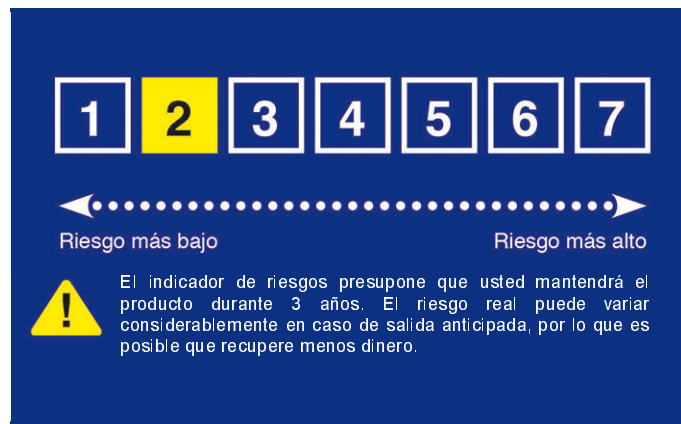 1 2 3 4 5 6 7
Riesgo más bajo Riesgo más alto
El indicador de riesgos presupone que usted mantendrá el
producto durante 3 años. El riesgo real puede variar
considerablemente en caso de salida anticipada, por lo que es
posible que recupere menos dinero.